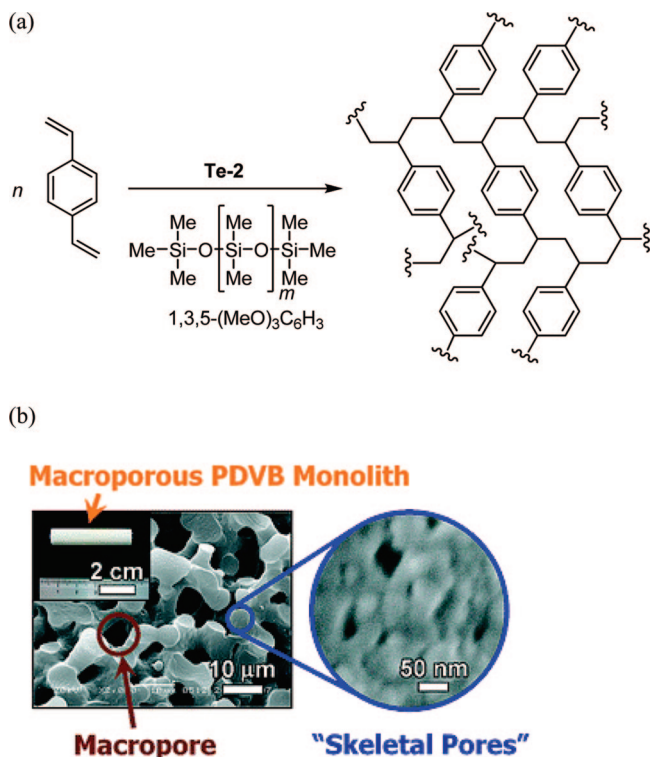 (a)
n
Te-2
Me Me Me
Me-Si-O-Si-O-Si-Me
Me Me Me
m
1,3,5-(MeO)3C6H3
(b)
Macroporous PDVB Monolith
2 cm
10 μm
50 nm
Macropore
"Skeletal Pores"